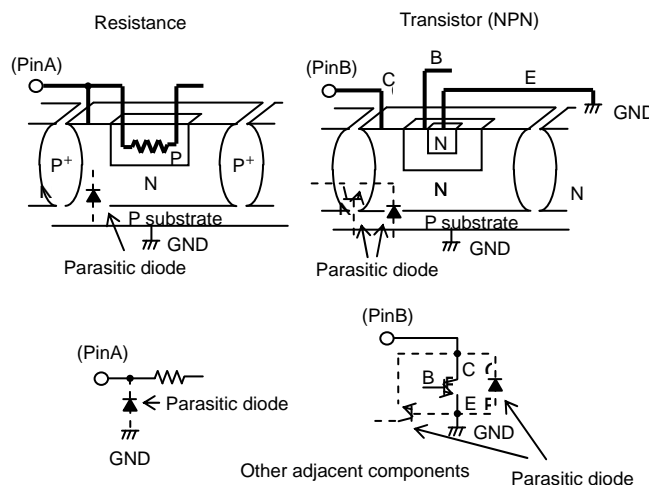 Resistance
Transistor (NPN)
(PinA)
(PinB)
C
B
E
GND
P+
P
P+
N
N
N
N
P substrate
GND
Parasitic diode
P substrate
GND
Parasitic diode
(PinA)
Parasitic diode
GND
(PinB)
C
B
E
GND
Other adjacent components
Parasitic diode